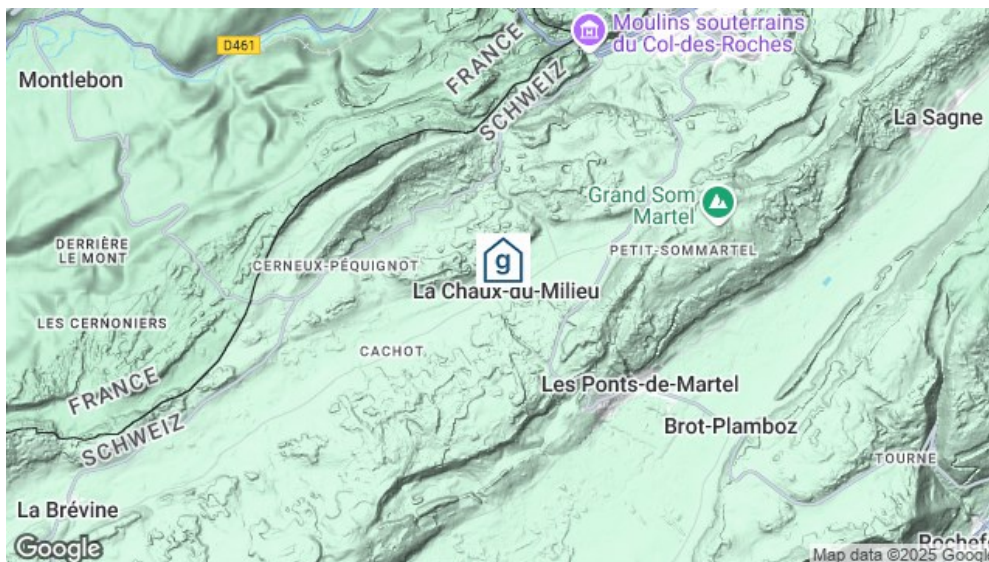 Moulins souterrains
du Col-des-Roches
D461
FRANCE
SCHWEIZ
Montlebon
La Sagne
Grand Som
Martel
DERRIÈRE
LE MONT
PETIT-SOMMARTEL
CERNEUX-PÉQUIGNOT
g
La Chaux-du-Milieu
LES CERNONIERS
CACHOT
FRANCE
Les Ponts-de-Martel
SCHWEIZ
Brot-Plamboz
TOURNE
La Brévine
Rochef
Google
Map data ©2025 Google